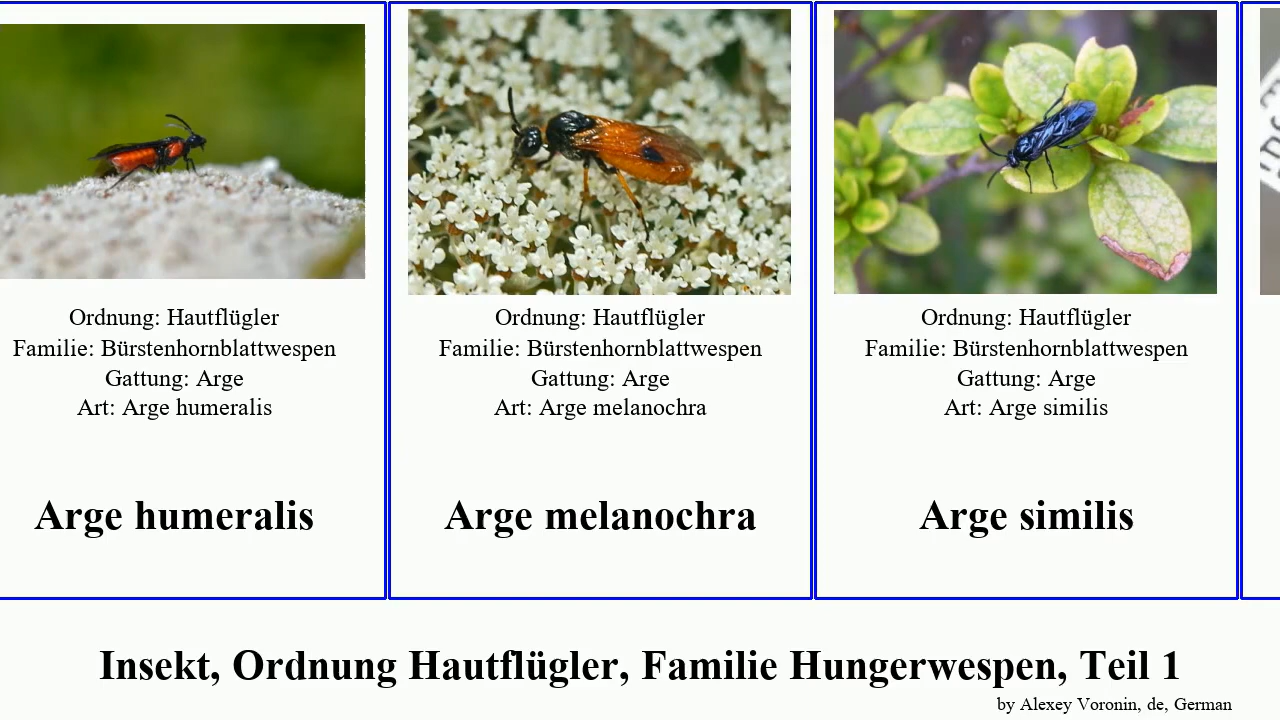 Ordnung: Hautflügler
Familie: Bürstenhornblattwespen
Gattung: Arge
Art: Arge humeralis
Arge humeralis
Ordnung: Hautflügler
Familie: Bürstenhornblattwespen
Gattung: Arge
Art: Arge melanochra
Arge melanochra
Ordnung: Hautflügler
Familie: Bürstenhornblattwespen
Gattung: Arge
Art: Arge similis
Arge similis
Insekt, Ordnung Hautflügler, Familie Hungerwespen, Teil 1
by Alexey Voronin, de, German